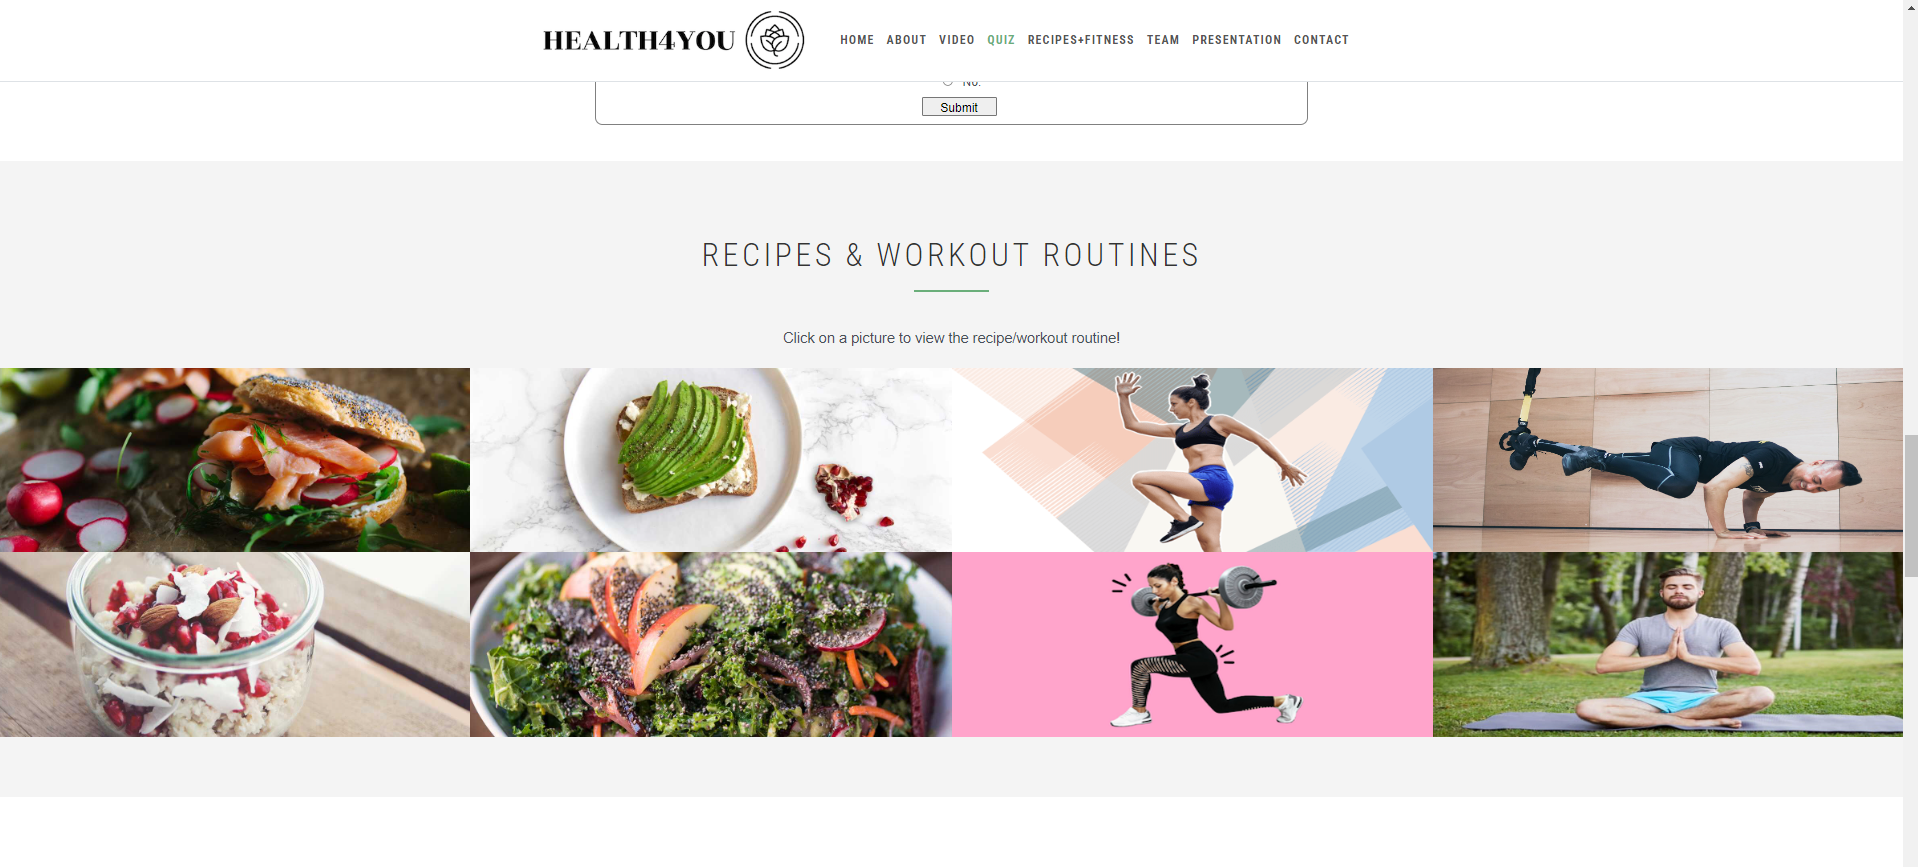 HEALTH4YOU
HOME ABOUT VIDEO QUIZ RECIPES+FITNESS TEAM PRESENTATION CONTACT
No.
Submit
RECIPES & WORKOUT ROUTINES
Click on a picture to view the recipe/workout routine!